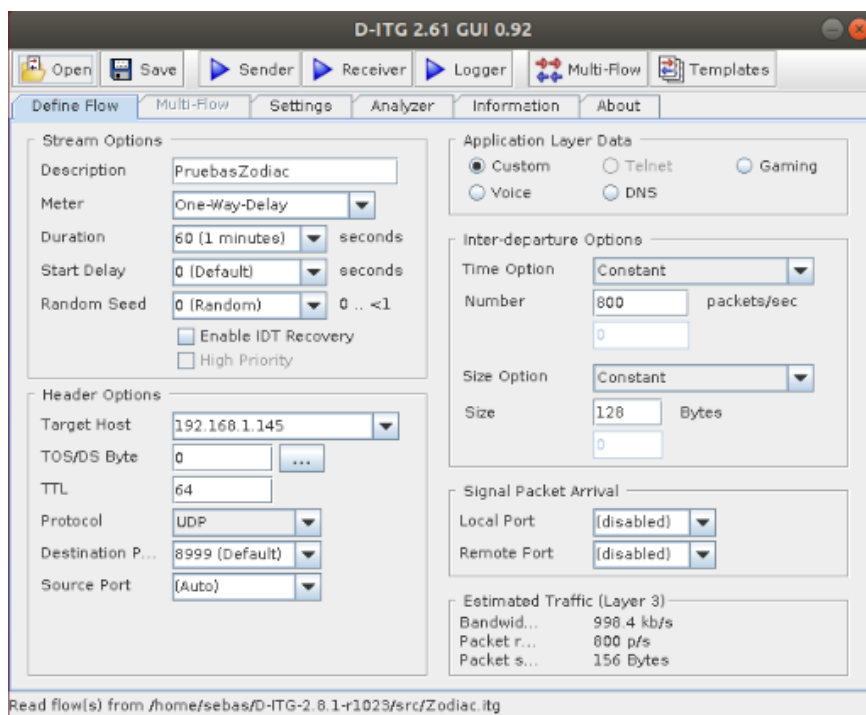 D-ITG 2.61 GUI 0.92
Open Save Sender Receiver Logger Multi-Flow Templates
Define Flow Multi-Flow Settings Analyzer Information About
Stream Options
Description PruebasZodiac
Meter One-Way-Delay
Duration 60 (1 minutes) seconds
Start Delay 0 (Default) seconds
Random Seed 0 (Random) 0 .. <1
Enable IDT Recovery
High Priority
Header Options
Target Host 192.168.1.145
TOS/DS Byte 0 ...
TTL 64
Protocol UDP
Destination P... 8999 (Default)
Source Port (Auto)
Application Layer Data
Custom Telnet Gaming
Voice DNS
Inter-departure Options
Time Option Constant
Number 800 packets/sec
0
Size Option Constant
Size 128 Bytes
0
Signal Packet Arrival
Local Port (disabled)
Remote Port (disabled)
Estimated Traffic (Layer 3)
Bandwid... 998.4 kb/s
Packet r... 800 p/s
Packet s... 156 Bytes
Read flow(s) from /home/sebas/D-ITG-2.8.1-r1023/src/Zodiac.itg